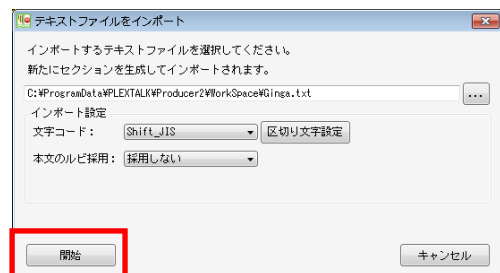 テキストファイルをインポート
インポートするテキストファイルを選択してください。
新たにセクションを生成してインポートされます。
C:¥ProgramData¥PLEXTALK¥Producer2¥WorkSpace¥Ginga.txt ...
インポート設定
文字コード： Shift_JIS 区切り文字設定
本文のルビ採用： 採用しない
開始 キャンセル